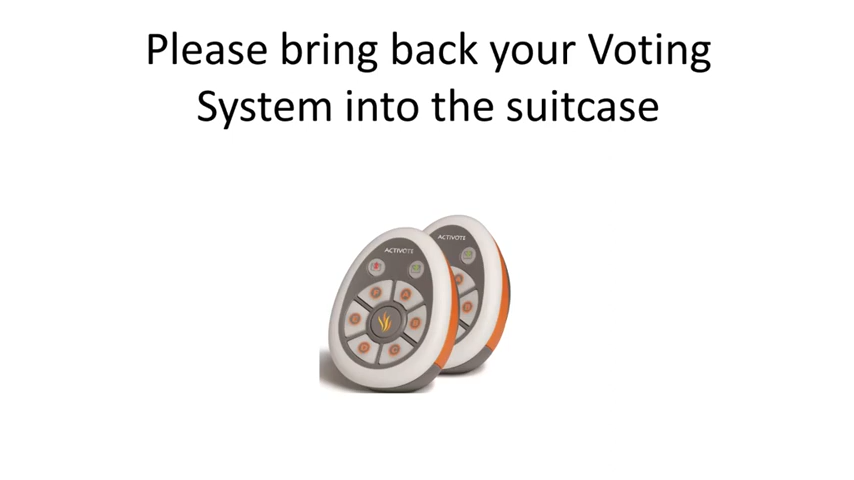 Please bring back your Voting
System into the suitcase
ACTIVOTE
ACTIVOTE
F A
E B
D C
A
B